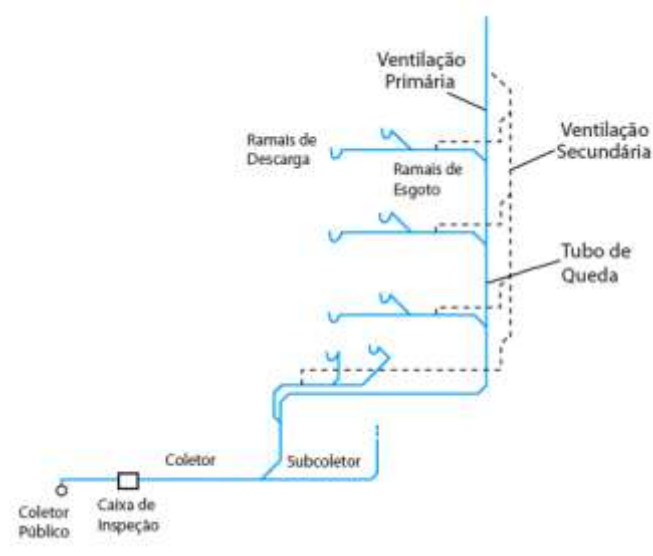 Ventilação
Primária
Ramais de
Descarga
Ventilação
Secundária
Ramais de
Esgoto
Tubo de
Queda
Coletor
Subcoletor
Coletor
Público
Caixa de
Inspeção